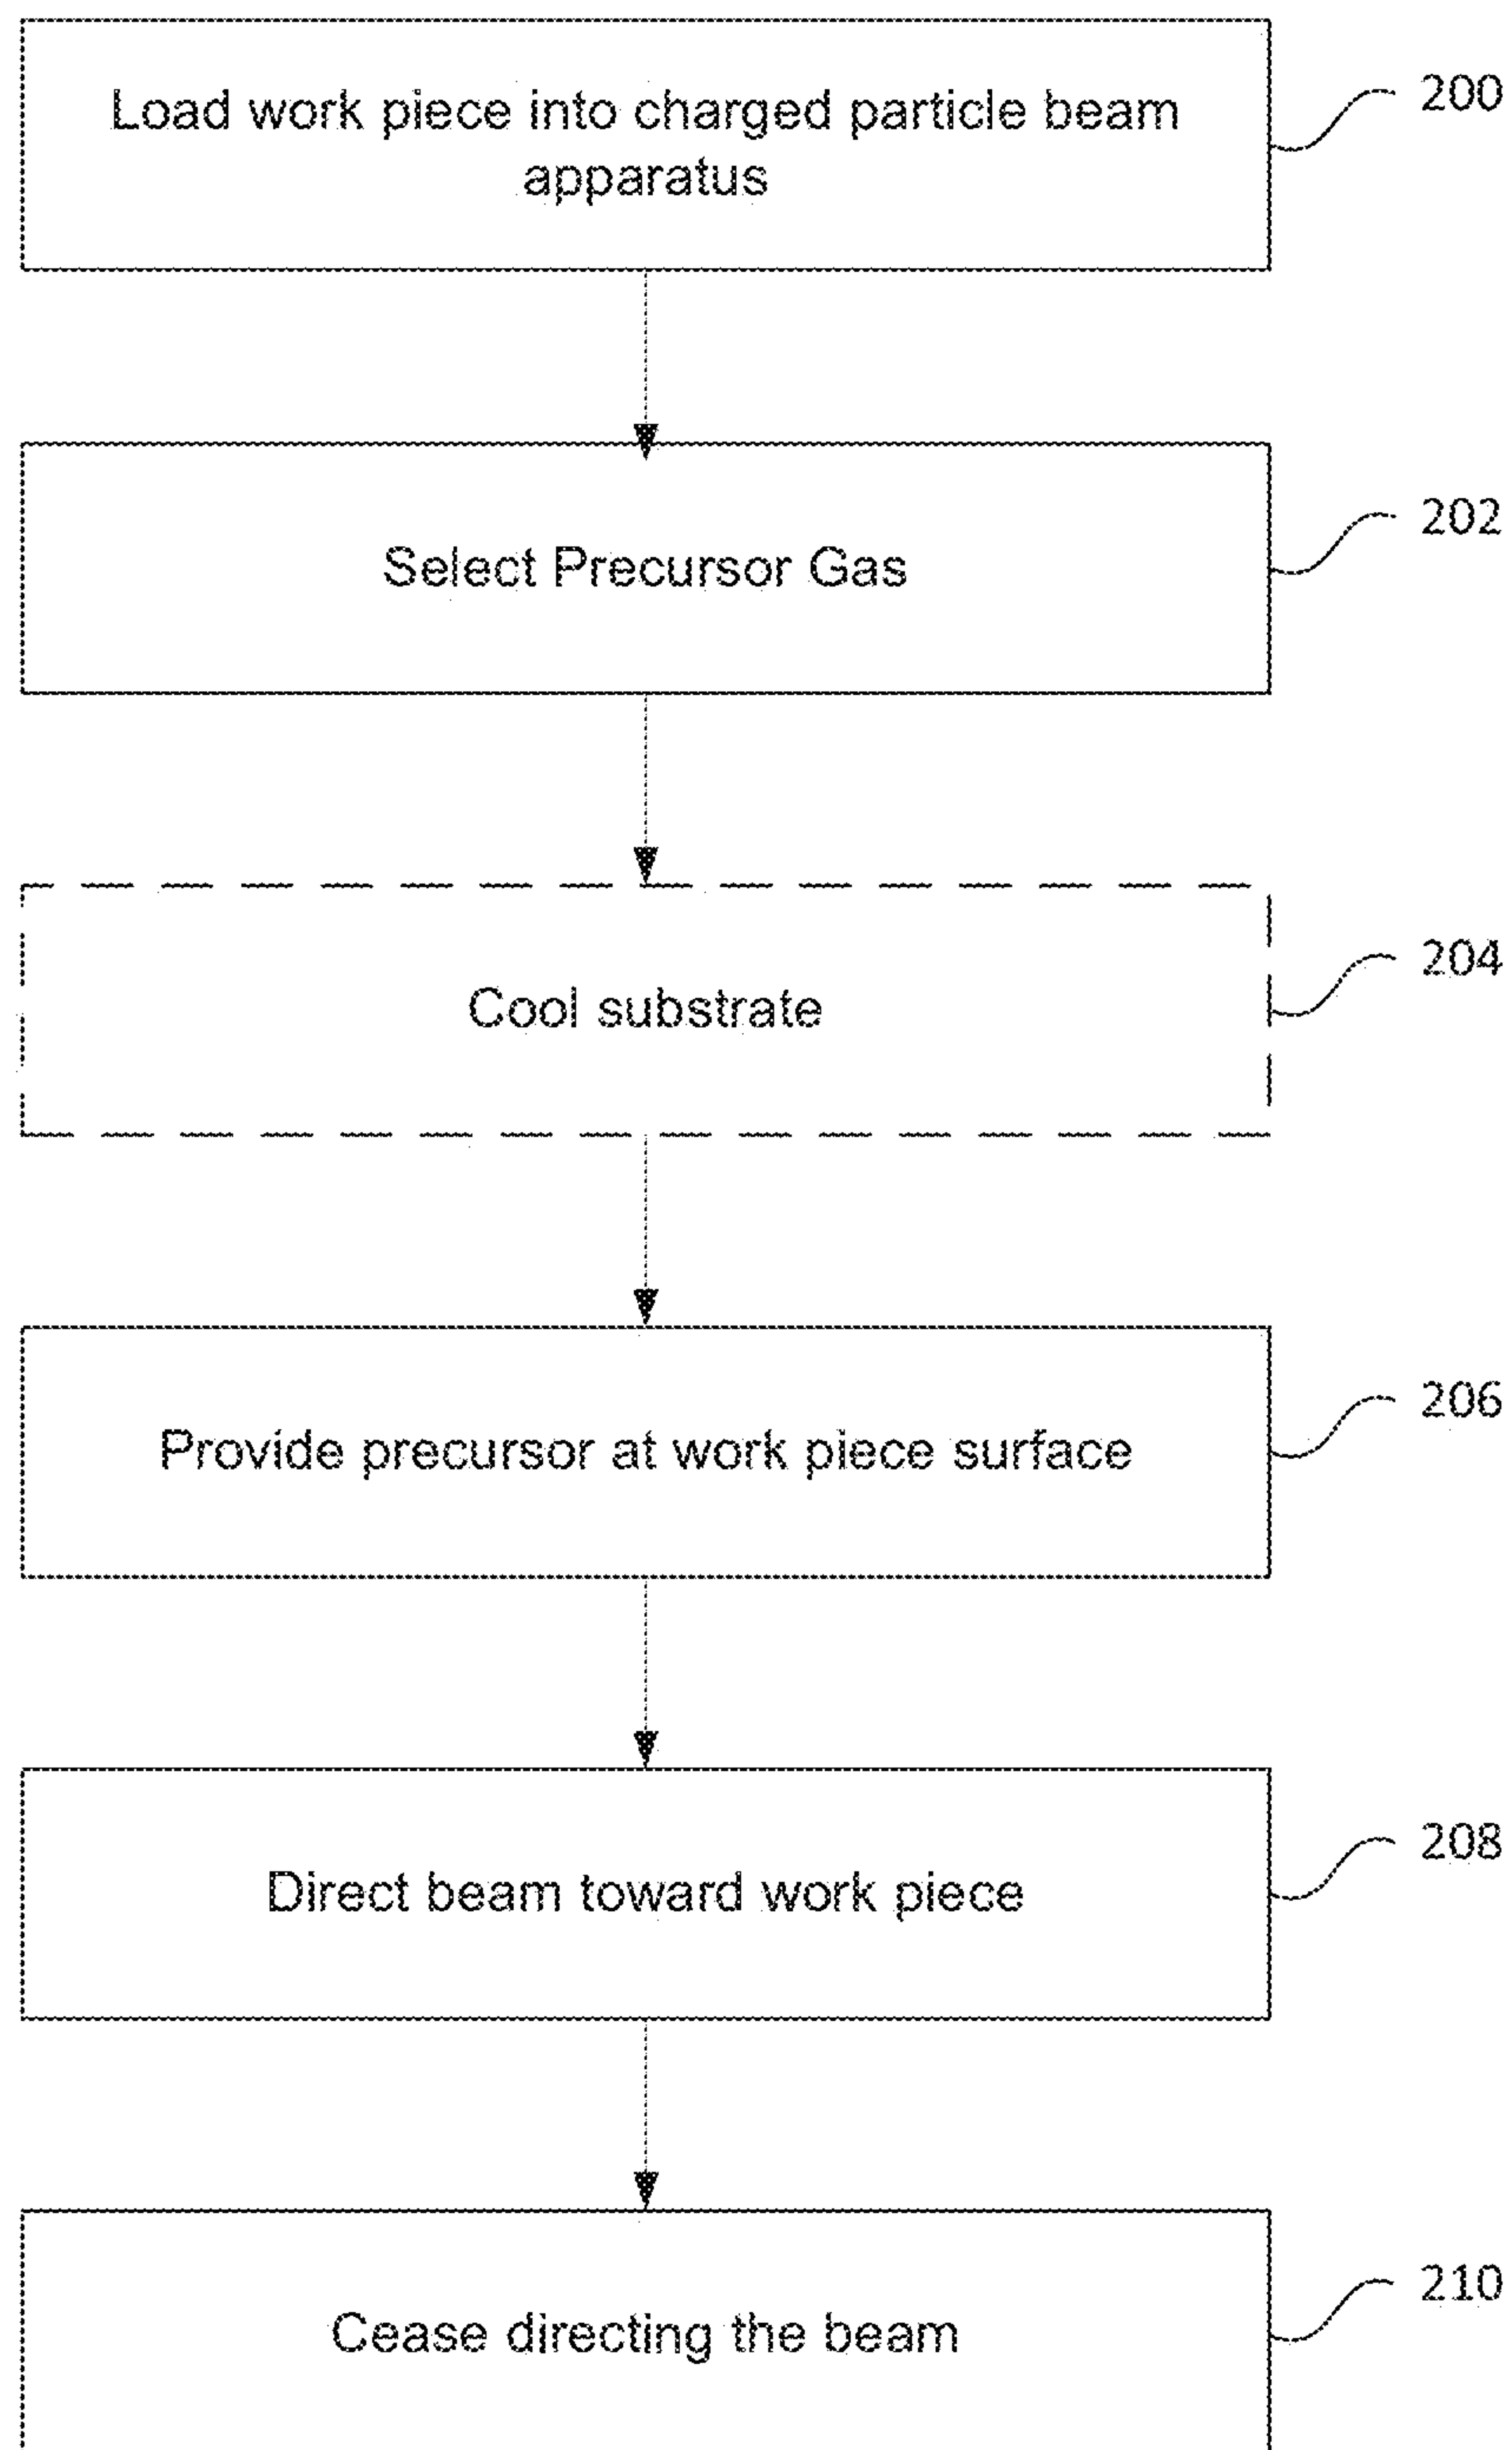 Load work piece into charged particle beam
apparatus
200
Select Precursor Gas
202
Cool substrate
204
Provide precursor at work piece surface
206
Direct beam toward work piece
208
Cease directing the beam
210